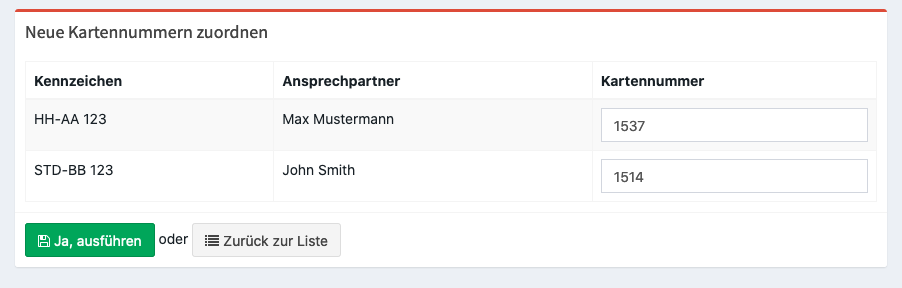 Neue Kartennummern zuordnen
Kennzeichen Ansprechpartner Kartennummer
HH-AA 123 Max Mustermann 1537
STD-BB 123 John Smith 1514
Ja, ausführen oder Zurück zur Liste